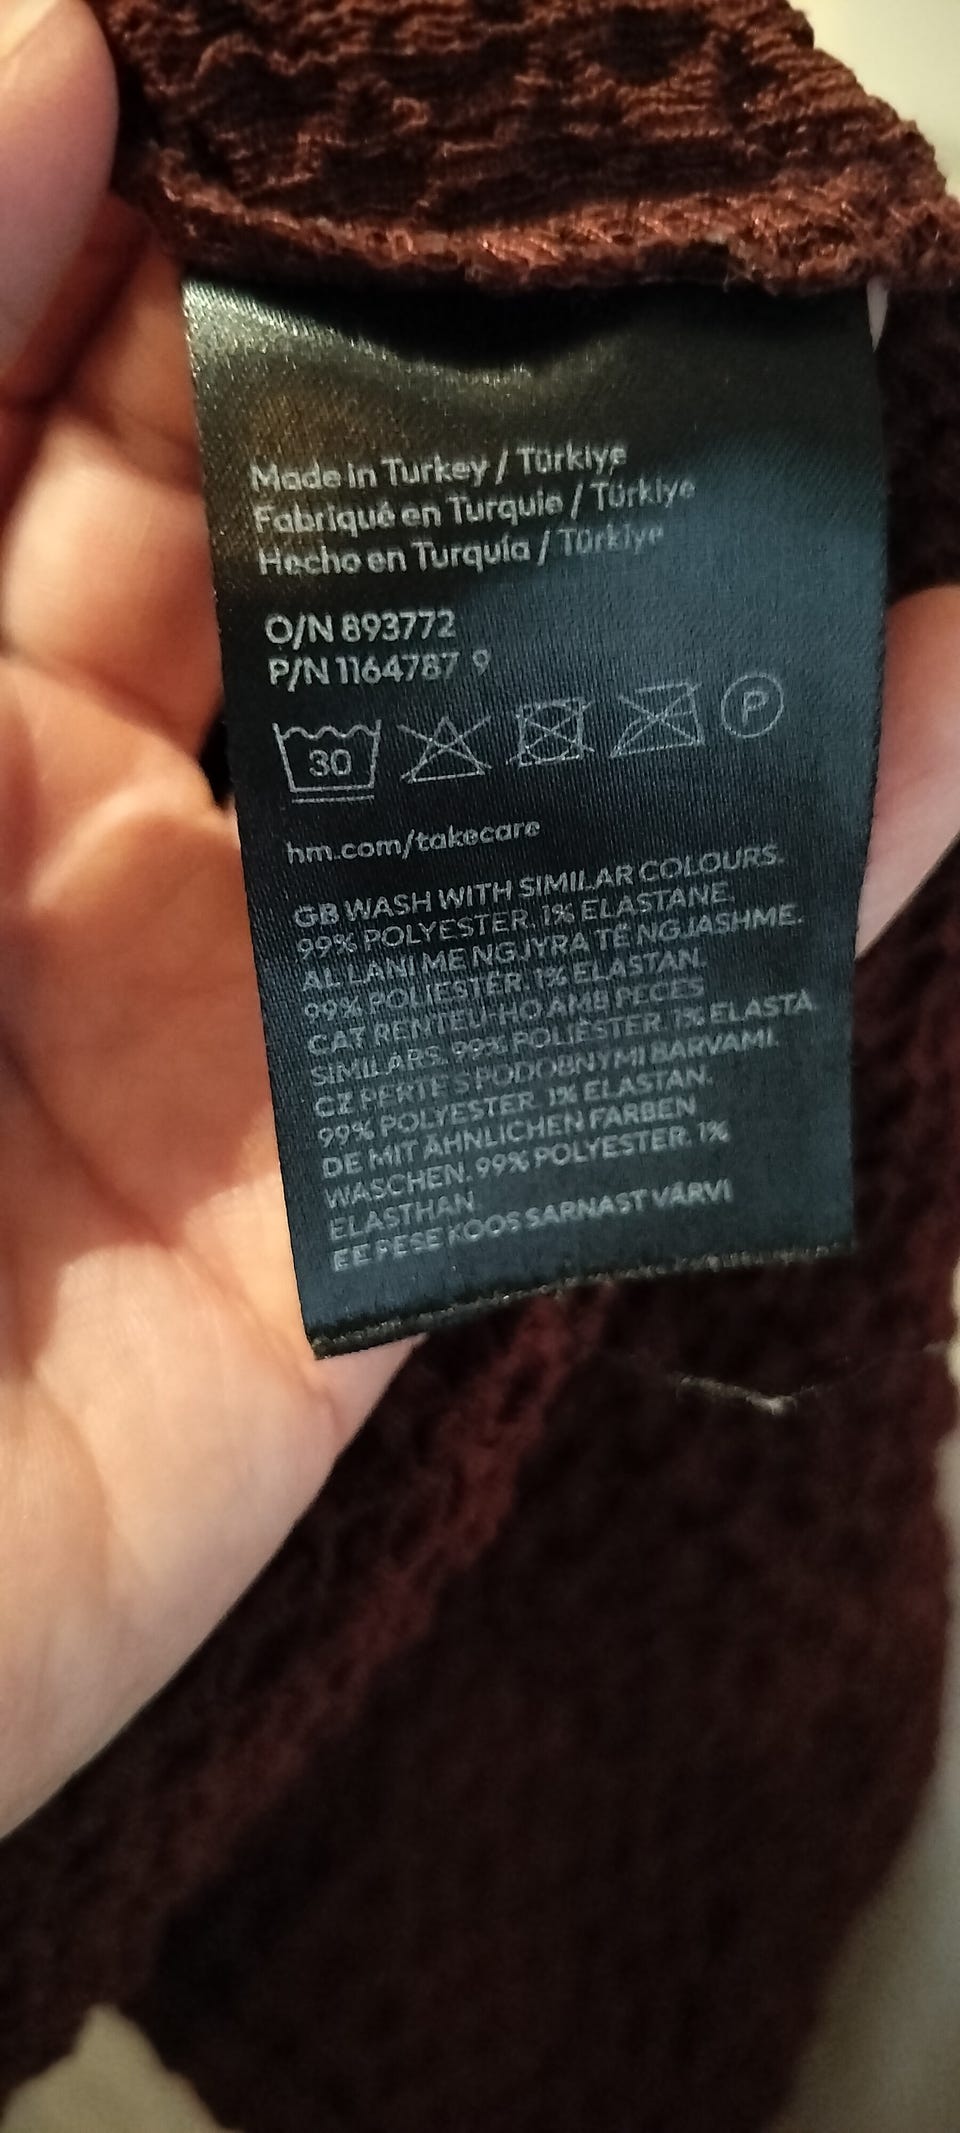 Made in Turkey / Türkiye
Fabriqué en Turquie / Türkiye
Hecho en Turquía / Türkiye
O/N 893772
P/N 1164787 9
30 P
hm.com/takecare
GB WASH WITH SIMILAR COLOURS.
99% POLYESTER. 1% ELASTANE.
AL LANI ME NGJYRA TË NGJASHME.
99% POLIESTER. 1% ELASTAN.
CAT RENTEU-HO AMB PECES
SIMILARS. 99% POLIÈSTER. 1% ELASTÀ.
CZ PERTE S PODOBNÝMI BARVAMI.
99% POLYESTER. 1% ELASTAN.
DE MIT ÄHNLICHEN FARBEN
WASCHEN. 99% POLYESTER. 1%
ELASTHAN.
EE PESE KOOS SARNAST VÄRVI